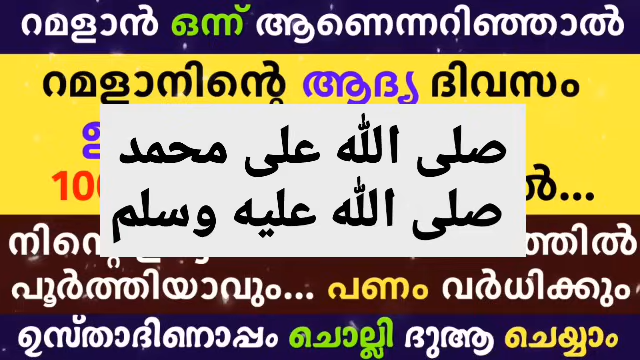 റമളാൻ ഒന്ന് ആണെന്നറിഞ്ഞാൽ
റമളാനിന്റെ ആദ്യ ദിവസം
صلى الله على محمد
صلى الله عليه وسلم
പൂർത്തിയാവും... പണം വർധിക്കും
ഉസ്താദിനൊപ്പം ചൊല്ലി ദുആ ചെയ്യാം